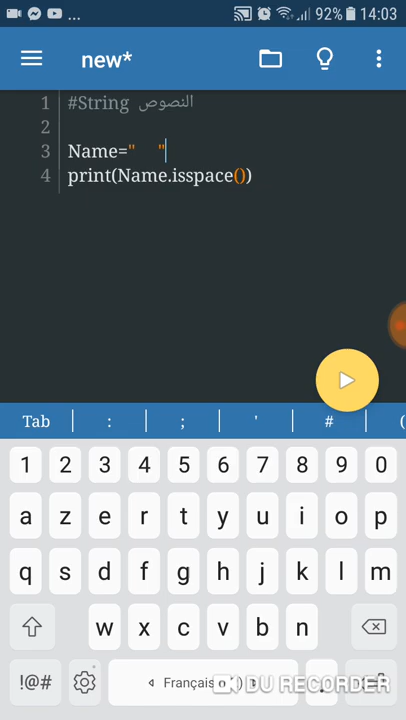 ... 92% 14:03
new*
1 #String النصوص
2
3 Name="    "
4 print(Name.isspace())
Tab : ; ' # (
1 2 3 4 5 6 7 8 9 0
a z e r t y u i o p
q s d f g h j k l m
w x c v b n
!@# Français
DU RECORDER